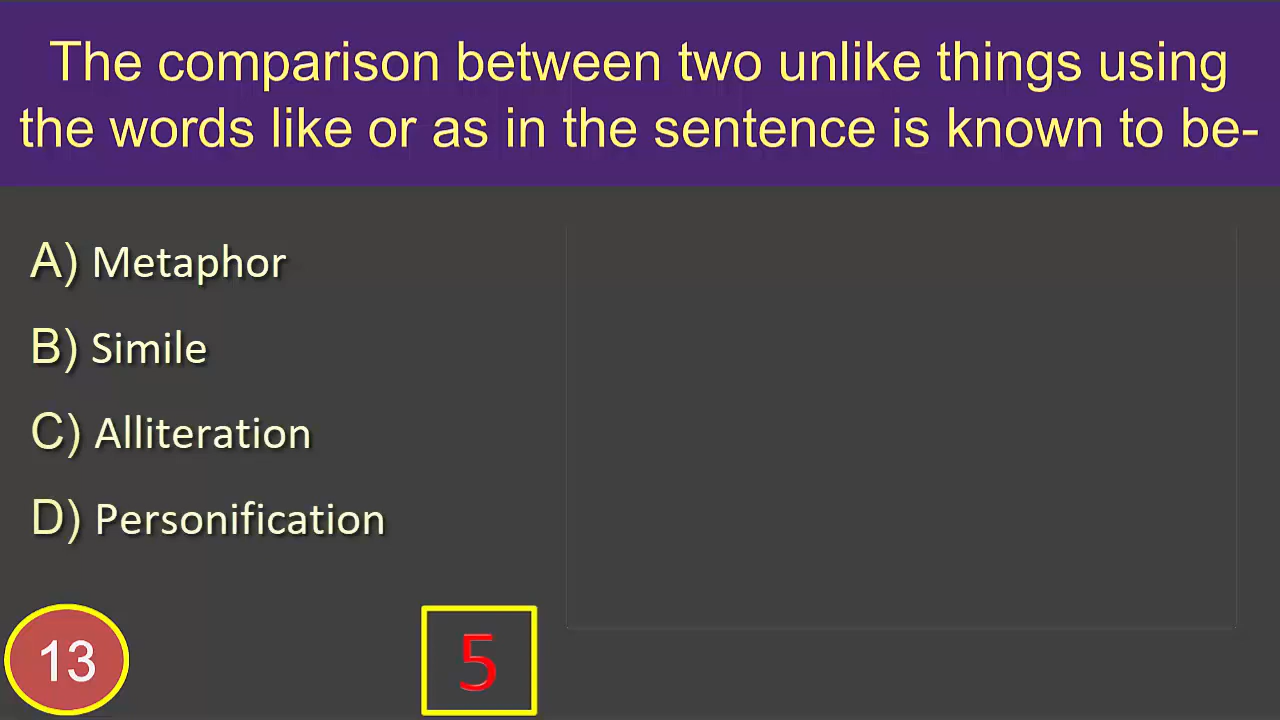 The comparison between two unlike things using
the words like or as in the sentence is known to be-
A) Metaphor
B) Simile
C) Alliteration
D) Personification
13
5